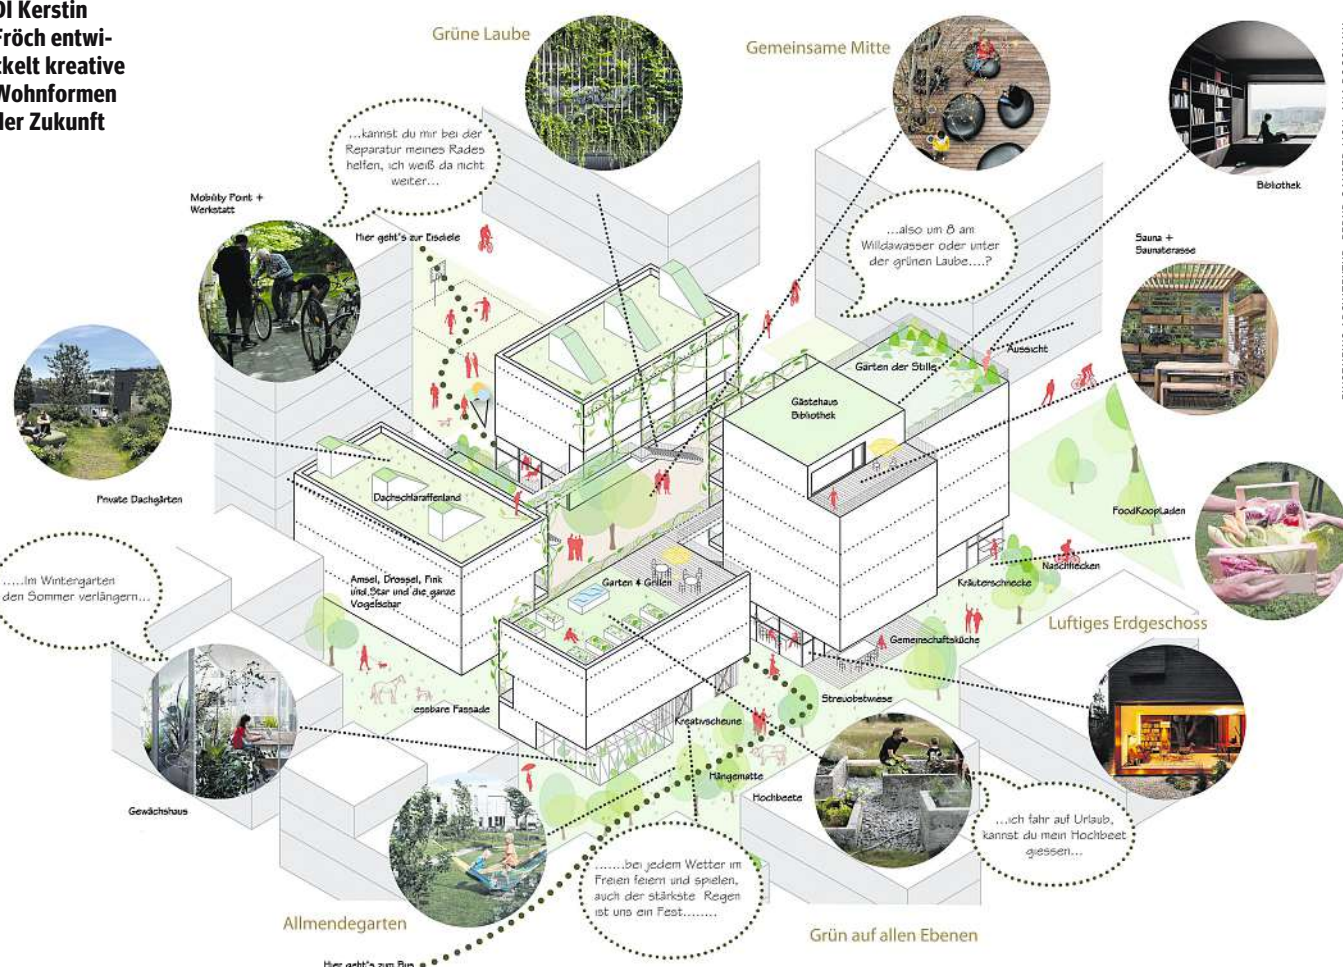 DI Kerstin
Fröch entwi-
ckelt kreative
Wohnformen
der Zukunft
Grüne Laube
Gemeinsame Mitte
...kannst du mir bei der
Reparatur meines Rades
helfen, ich weiß da nicht
weiter...
Bibliothek
Mobility Point +
Werkstatt
Hier geht's zur Eisdiele
...also um 8 am
Willdawasser oder unter
der grünen Laube....?
Sauna +
Saunaterasse
Aussicht
Garten der Stille
Gästehaus
Bibliothek
Private Dachgärten
Dachschlaraffenland
FoodKoopLaden
.....Im Wintergarten
den Sommer verlängern...
Amsel, Drossel, Fink
und Star und die ganze
Vogelschar
Garten & Grillen
Naschhecken
Kräuterschnecke
Luftiges Erdgeschoss
Gemeinschaftsküche
essbare Fassade
Streuobstwiese
Kreativscheune
Hängematte
Hochbeete
Gewächshaus
...ich fahr auf Urlaub,
kannst du mein Hochbeet
giessen...
.......bei jedem Wetter im
Freien feiern und spielen,
auch der stärkste Regen
ist uns ein Fest........
Allmendegarten
Grün auf allen Ebenen
Hier geht's zum Bus